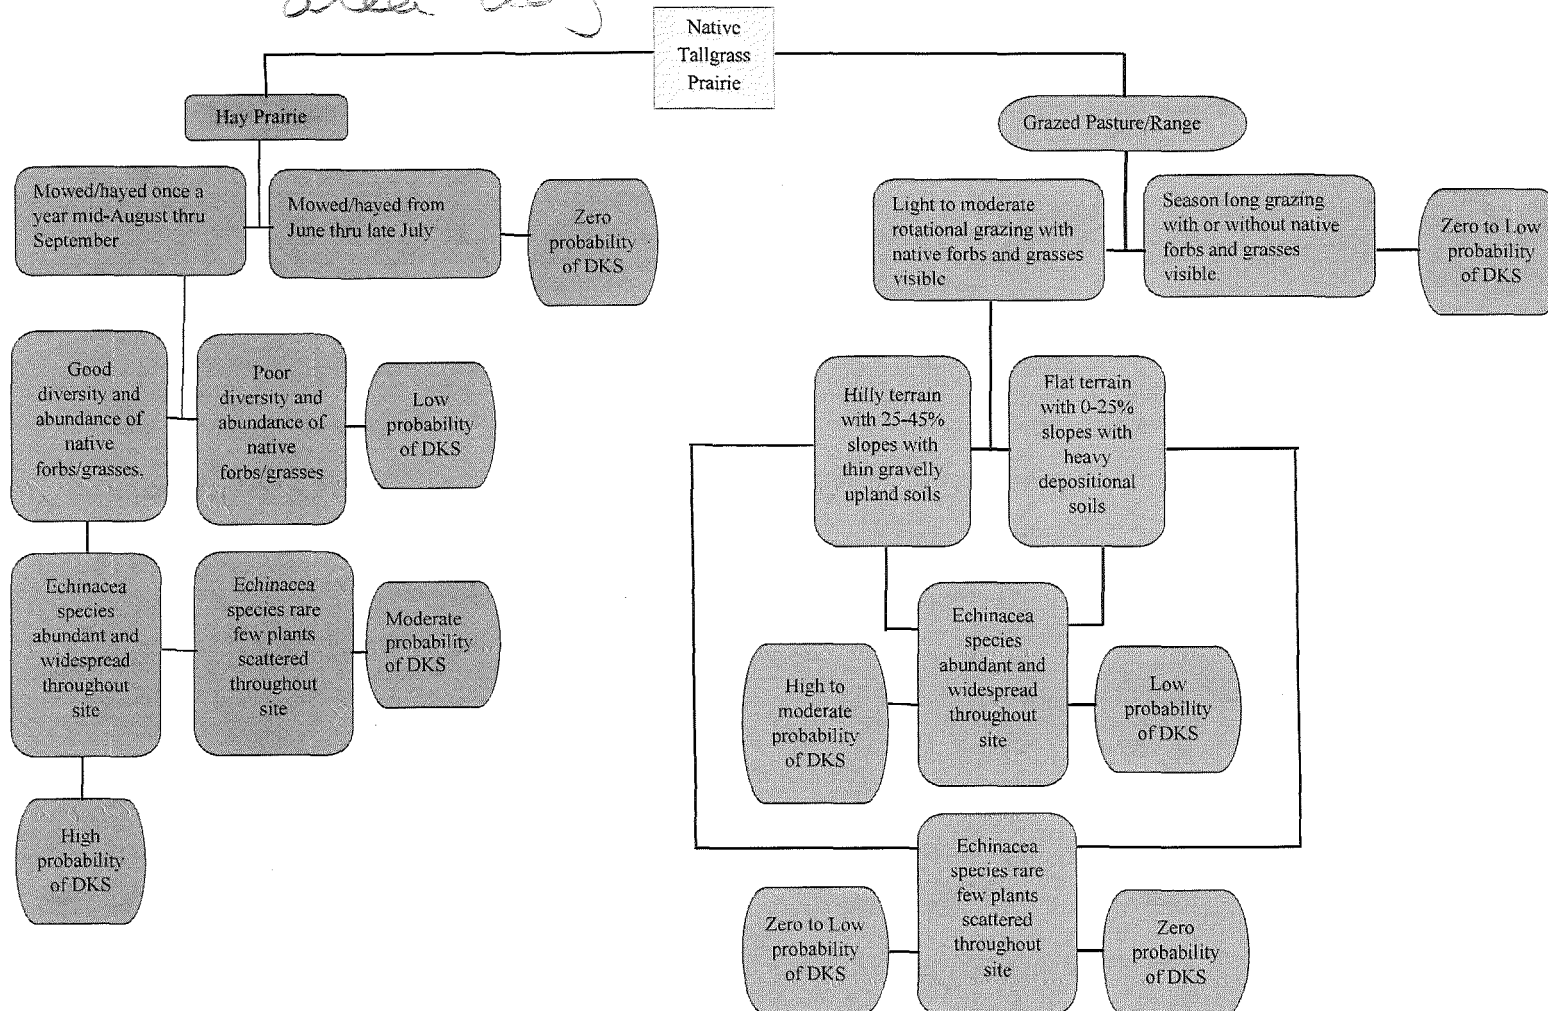 Native
Tallgrass
Prairie
Hay Prairie
Grazed Pasture/Range
Mowed/hayed once a
year mid-August thru
September
Mowed/hayed from
June thru late July
Zero
probability
of DKS
Light to moderate
rotational grazing with
native forbs and grasses
visible
Season long grazing
with or without native
forbs and grasses
visible
Zero to Low
probability
of DKS
Good
diversity and
abundance of
native
forbs/grasses.
Poor
diversity and
abundance of
native
forbs/grasses
Low
probability
of DKS
Hilly terrain
with 25-45%
slopes with
thin gravelly
upland soils
Flat terrain
with 0-25%
slopes with
heavy
depositional
soils
Echinacea
species
abundant and
widespread
throughout
site
Echinacea
species rare
few plants
scattered
throughout
site
Moderate
probability
of DKS
Echinacea
species
abundant and
widespread
throughout
site
High to
moderate
probability
of DKS
Low
probability
of DKS
High
probability
of DKS
Echinacea
species rare
few plants
scattered
throughout
site
Zero to Low
probability
of DKS
Zero
probability
of DKS